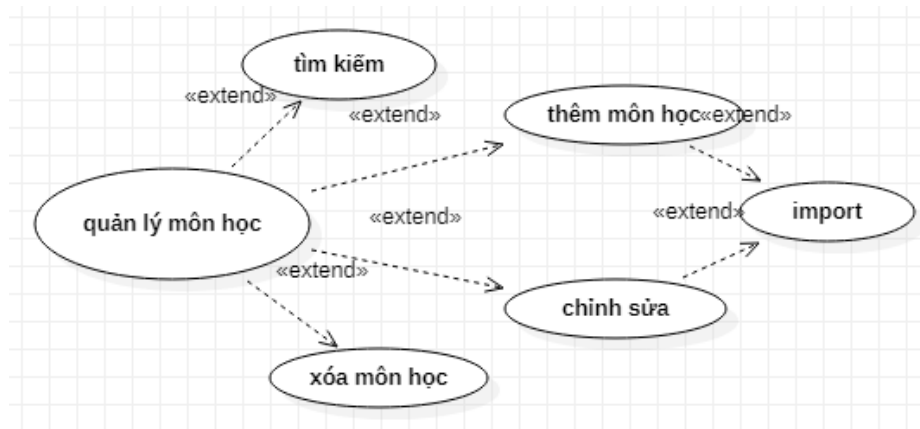 tìm kiếm
«extend»
«extend»
thêm môn học
«extend»
quản lý môn học
«extend»
«extend»
import
«extend»
chỉnh sửa
xóa môn học